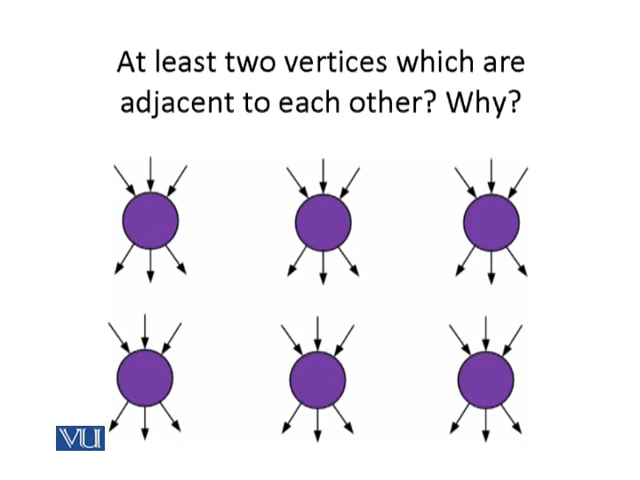 At least two vertices which are
adjacent to each other? Why?
VU